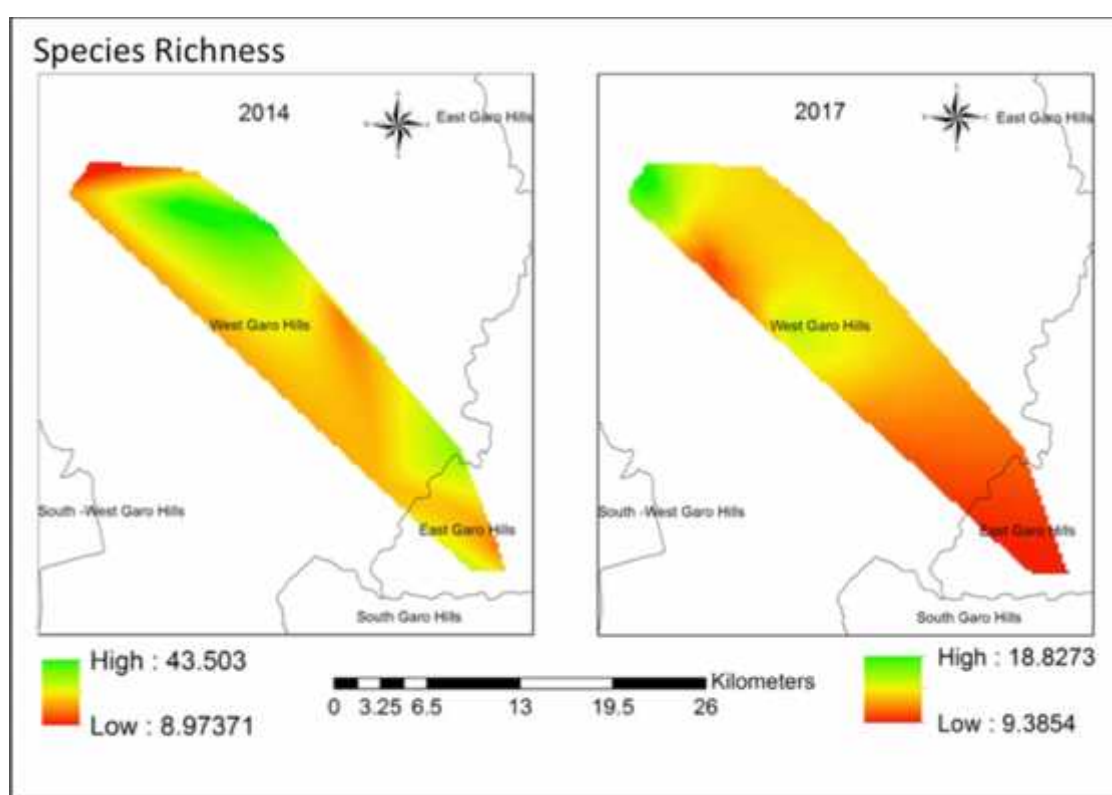 Species Richness
2014
East Garo Hills
West Garo Hills
South -West Garo Hills
East Garo Hills
South Garo Hills
2017
East Garo Hills
West Garo Hills
South -West Garo Hills
East Garo Hills
South Garo Hills
High : 43.503
Low : 8.97371
Kilometers
0 3.25 6.5 13 19.5 26
High : 18.8273
Low : 9.3854